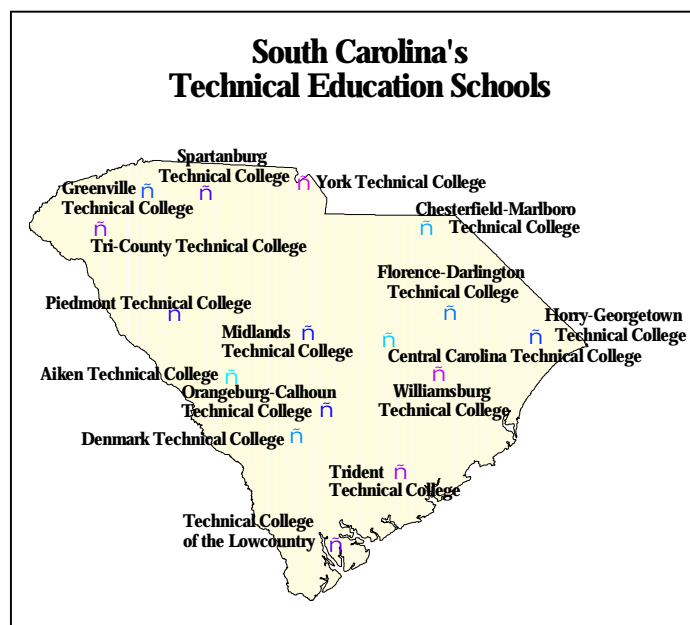 South Carolina's
Technical Education Schools
Spartanburg
Technical College ñ
ñ York Technical College
Greenville ñ
Technical College
ñ
Tri-County Technical College
Chesterfield-Marlboro
ñ Technical College
Florence-Darlington
Technical College
ñ
Piedmont Technical College
ñ
Horry-Georgetown
ñ Technical College
Midlands ñ
Technical College
ñ
Central Carolina Technical College
Aiken Technical College ñ
ñ
Williamsburg
Technical College
Orangeburg-Calhoun
Technical College ñ
Denmark Technical College ñ
Trident ñ
Technical College
Technical College
of the Lowcountry ñ